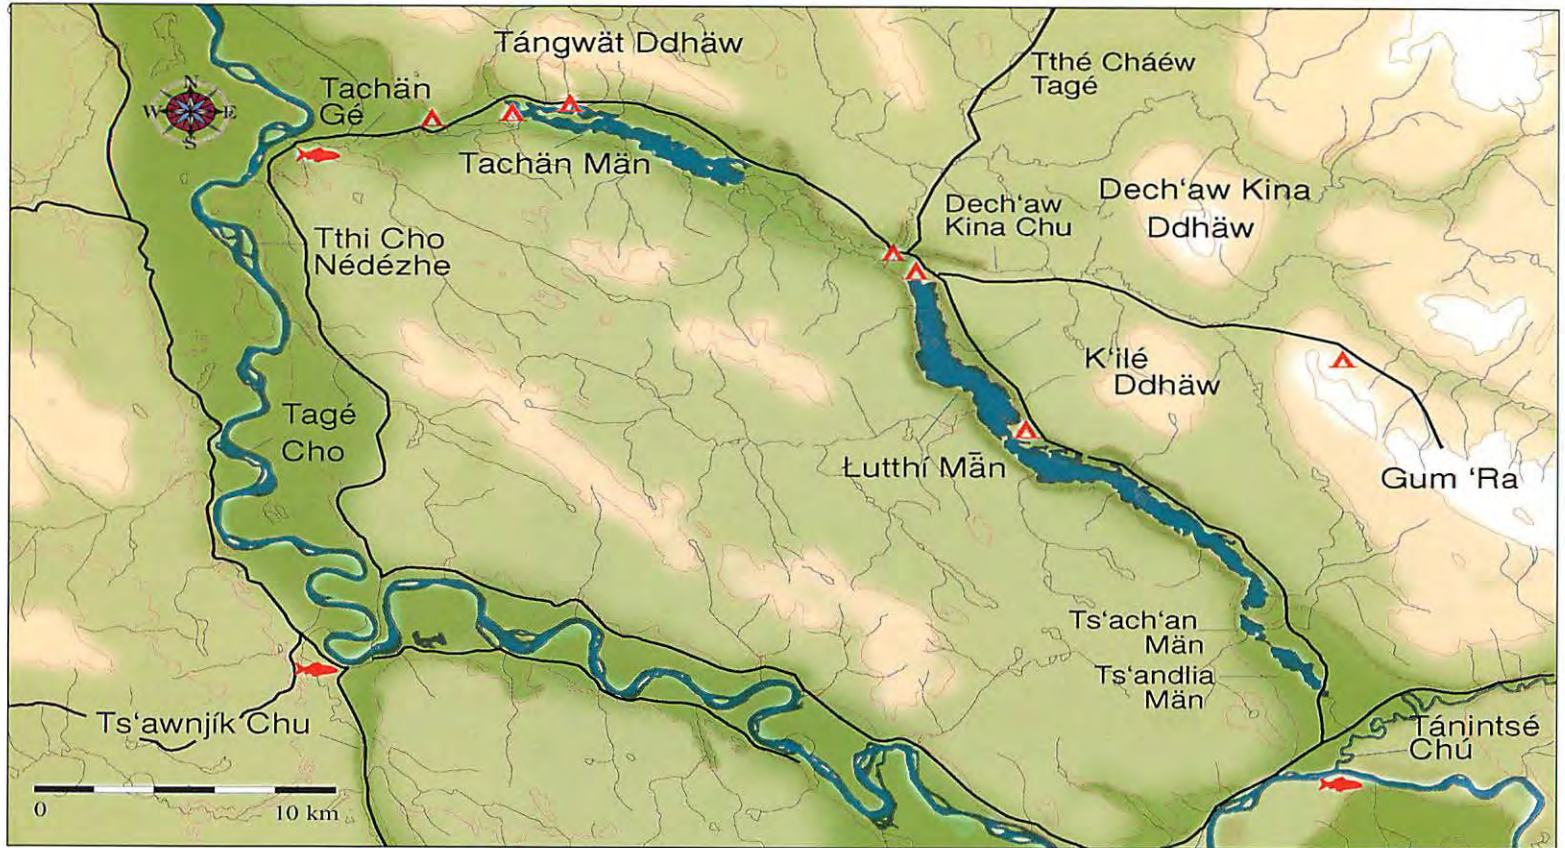 Tángwät Ddhäw
Tthé Cháéw
Tagé
Tachän
Gé
N
W
E
S
Tachän Män
Dech‘aw Kina
Ddhäw
Dech‘aw
Kina Chu
Tthi Cho
Nédézhe
K‘ilé
Ddhäw
Tagé
Cho
Łutthí Män
Gum ‘Ra
Ts‘ach‘an
Män
Ts‘andlia
Män
Ts‘awnjík Chu
Tánintsé
Chú
0
10 km